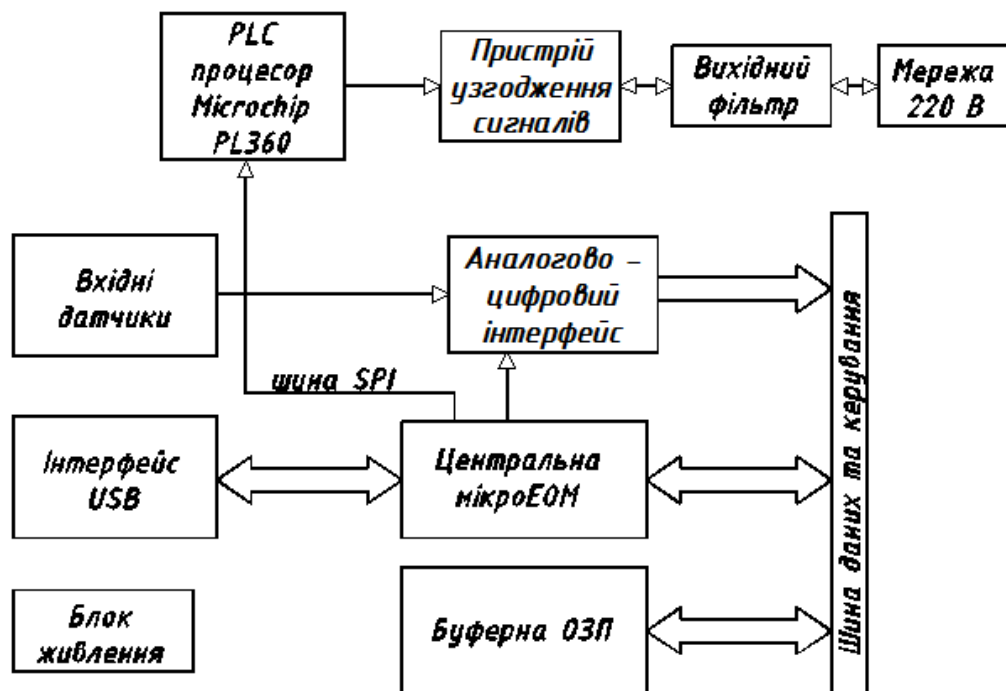 PLC
процесор
Microchip
PL360
Пристрій
узгодження
сигналів
Вихідний
фільтр
Мережа
220 В
Вхідні
датчики
Аналогово –
цифровий
інтерфейс
шина SPI
Інтерфейс
USB
Центральна
мікроЕОМ
Шина даних та керування
Блок
живлення
Буферна ОЗП